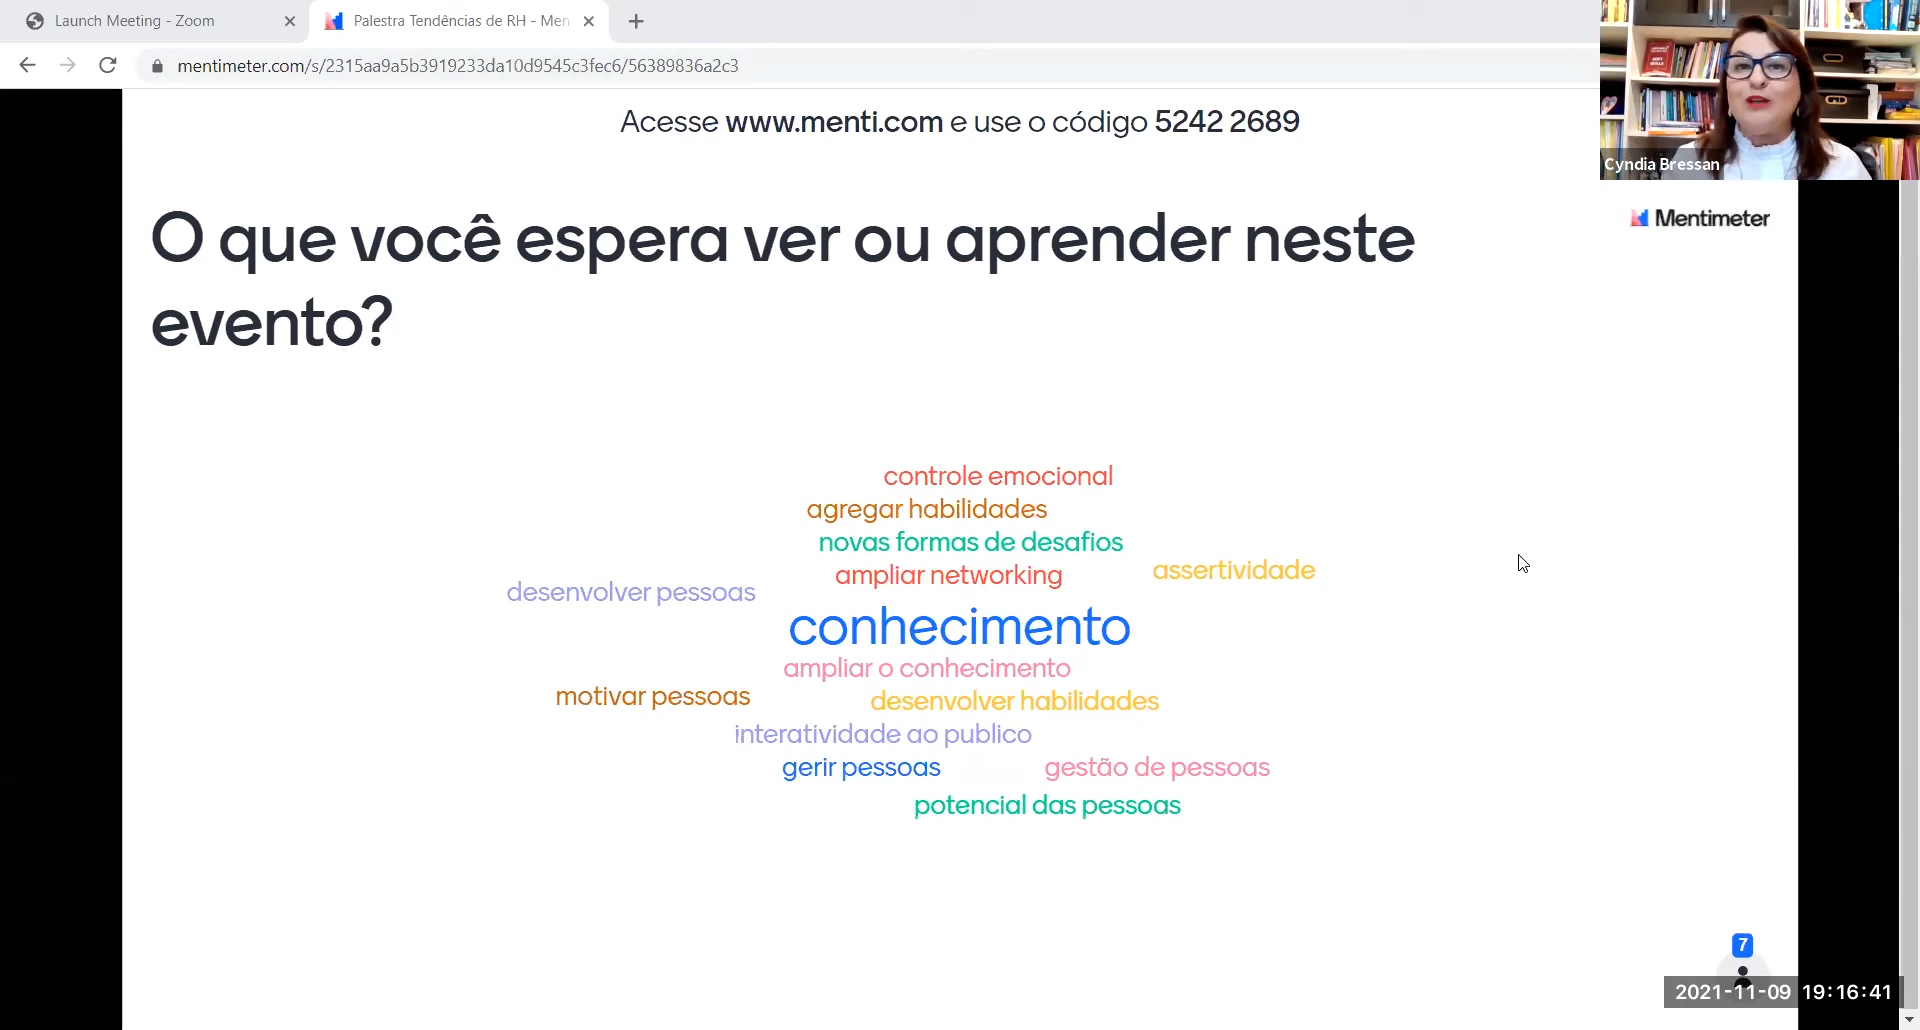 Launch Meeting - Zoom
Palestra Tendências de RH - Men
mentimeter.com/s/2315aa9a5b3919233da10d9545c3fec6/56389836a2c3
Acesse www.menti.com e use o código 5242 2689
Cyndia Bressan
Mentimeter
O que você espera ver ou aprender neste
evento?
controle emocional
agregar habilidades
novas formas de desafios
ampliar networking
assertividade
desenvolver pessoas
conhecimento
ampliar o conhecimento
motivar pessoas
desenvolver habilidades
interatividade ao publico
gerir pessoas
gestão de pessoas
potencial das pessoas
7
2021-11-09 19:16:41